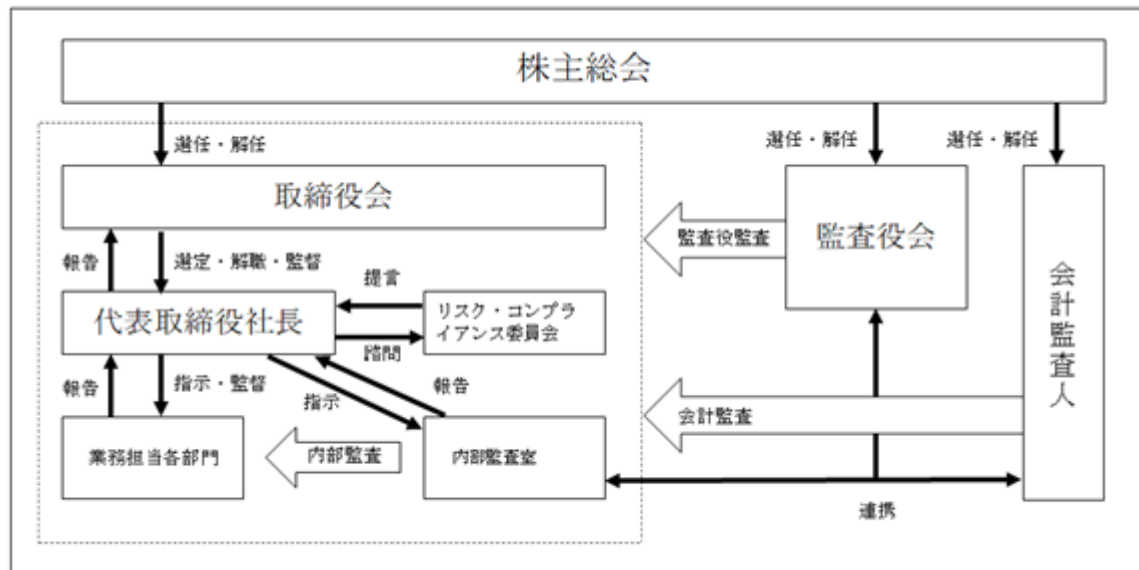 株主総会
選任・解任
選任・解任
選任・解任
取締役会
監査役会
監査役監査
会計監査人
報告
選定・解職・監督
提言
代表取締役社長
リスク・コンプラ
イアンス委員会
諮問
報告
指示・監督
指示
報告
会計監査
業務担当各部門
内部監査
内部監査室
連携